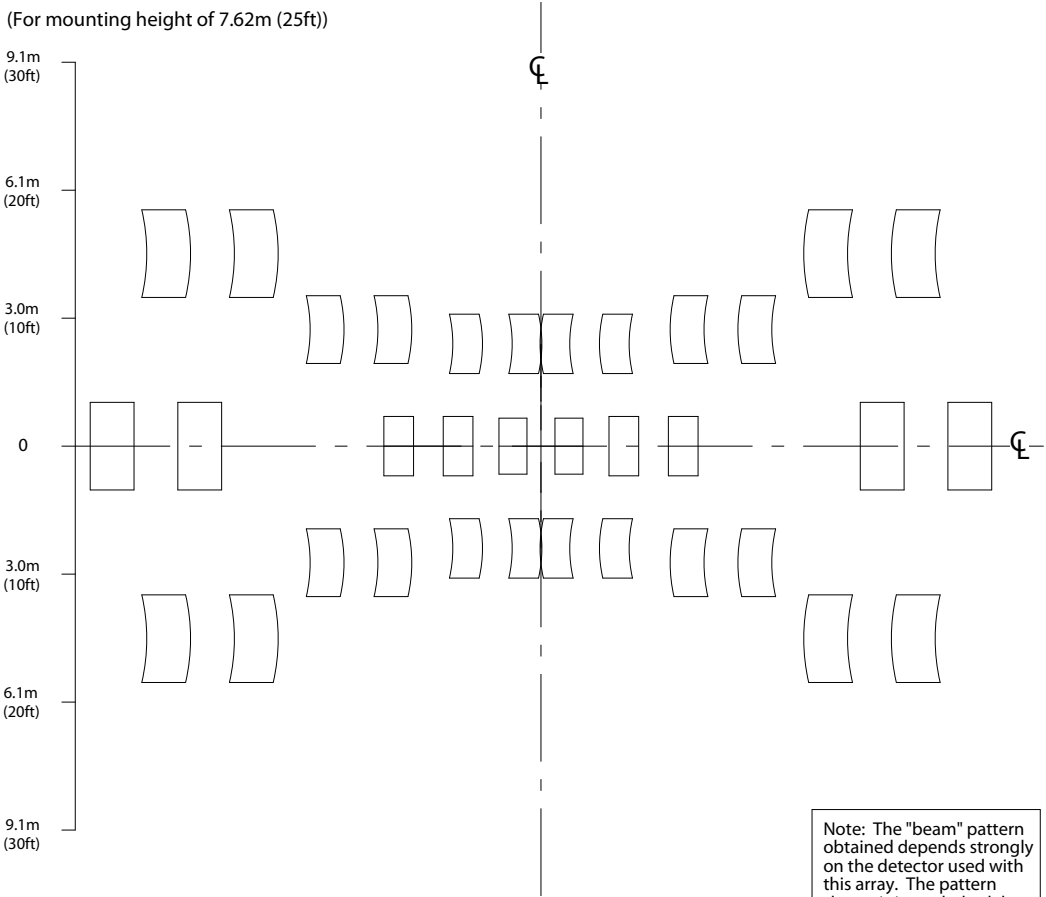 (For mounting height of 7.62m (25ft))
℄
9.1m
(30ft)
6.1m
(20ft)
3.0m
(10ft)
0
℄
3.0m
(10ft)
6.1m
(20ft)
9.1m
(30ft)
Note: The "beam" pattern
obtained depends strongly
on the detector used with
this array. The pattern